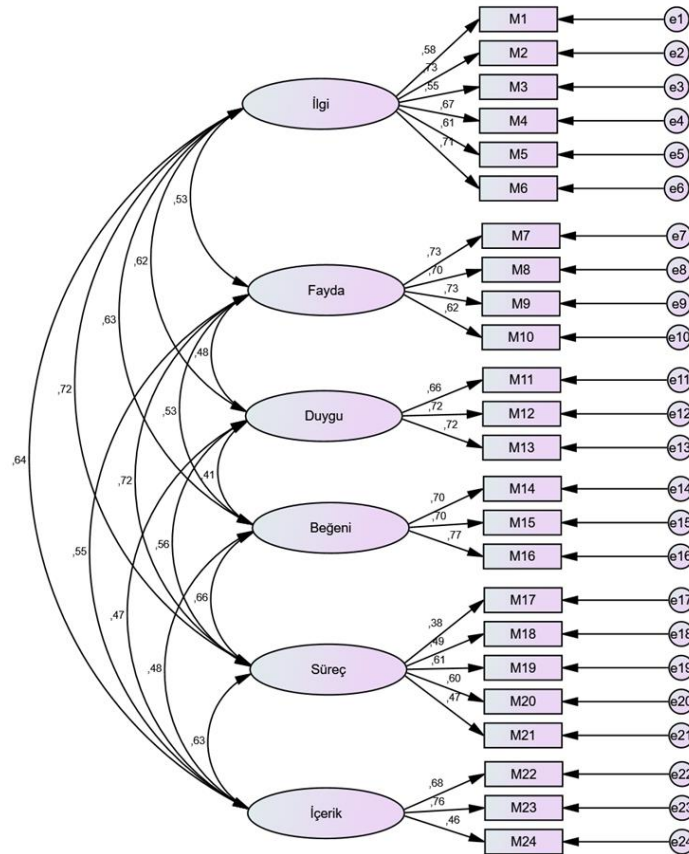 M1
e1
,58
M2
e2
,73
M3
e3
,55
İlgi
M4
e4
,67
M5
e5
,61
M6
e6
,71
,53
M7
e7
,73
M8
e8
,70
Fayda
M9
e9
,73
M10
e10
,62
,62
,63
,48
M11
e11
,66
,72
,53
Duygu
M12
e12
,72
M13
e13
,72
,64
,72
,41
M14
e14
,70
Beğeni
M15
e15
,70
M16
e16
,77
,55
,56
,47
,66
M17
e17
,38
M18
e18
,49
,48
Süreç
M19
e19
,61
M20
e20
,60
M21
e21
,47
,63
M22
e22
,68
İçerik
M23
e23
,76
M24
e24
,46